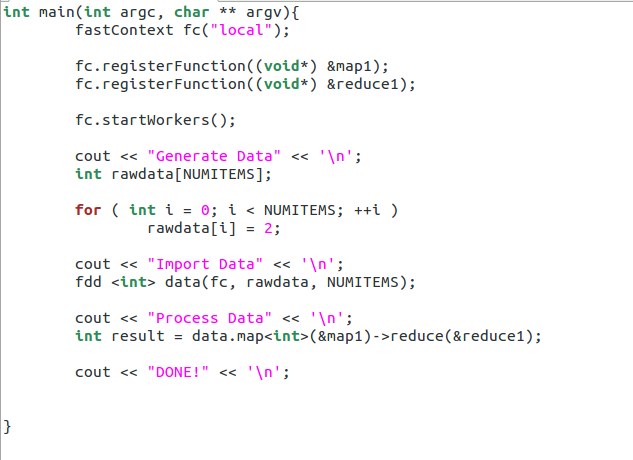 int main(int argc, char ** argv){
fastContext fc("local");
fc.registerFunction((void*) &map1);
fc.registerFunction((void*) &reduce1);
fc.startWorkers();
cout << "Generate Data" << '\n';
int rawdata[NUMITEMS];
for ( int i = 0; i < NUMITEMS; ++i )
rawdata[i] = 2;
cout << "Import Data" << '\n';
fdd <int> data(fc, rawdata, NUMITEMS);
cout << "Process Data" << '\n';
int result = data.map<int>(&map1)->reduce(&reduce1);
cout << "DONE!" << '\n';
}